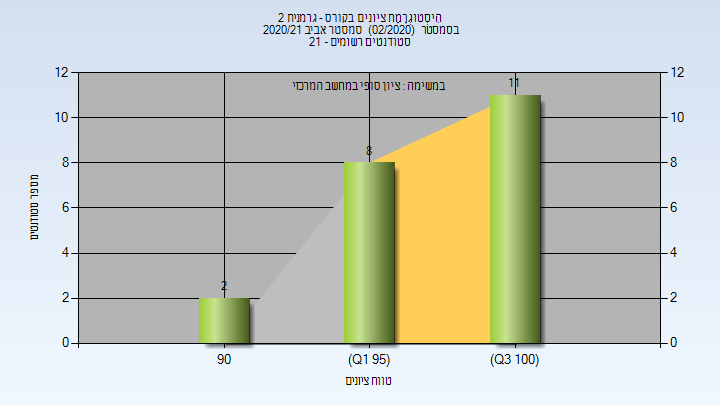 היסטוגרמת ציונים בקורס - גרמנית 2
בסמסטר (02/2020) סמסטר אביב 2020/21
סטודנטים רשומים - 21
במשימה : ציון סופי במחשב המרכזי
12 12
10 10
8 8
6 6
4 4
2 2
0 0
2
8
11
מספר סטודנטים
90 (Q1 95) (Q3 100)
טווח ציונים